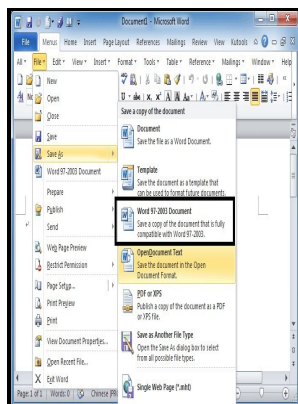 Document1 - Microsoft Word
File Menus Home Insert Page Layout References Mailings Review View Kutools
All File Edit View Insert Format Tools Table Reference Mailings Window Help
New
Open
Close
Save
Save As
Word 97-2003 Document
Prepare
Publish
Send
Web Page Preview
Restrict Permission
Page Setup...
Print Preview
Print
View Document Properties...
Open Recent File...
Exit Word
Save a copy of the document
Document
Save the file as a Word Document.
Template
Save the document as a template that
can be used to format future documents.
Word 97-2003 Document
Save a copy of the document that is fully
compatible with Word 97-2003.
OpenDocument Text
Save the document in the Open
Document Format.
PDF or XPS
Publish a copy of the document as a PDF
or XPS file.
Save as Another File Type
Open the Save As dialog box to select
from all possible file types.
Single Web Page (*.mht)
Page: 1 of 1 Words: 0 Chinese (PR